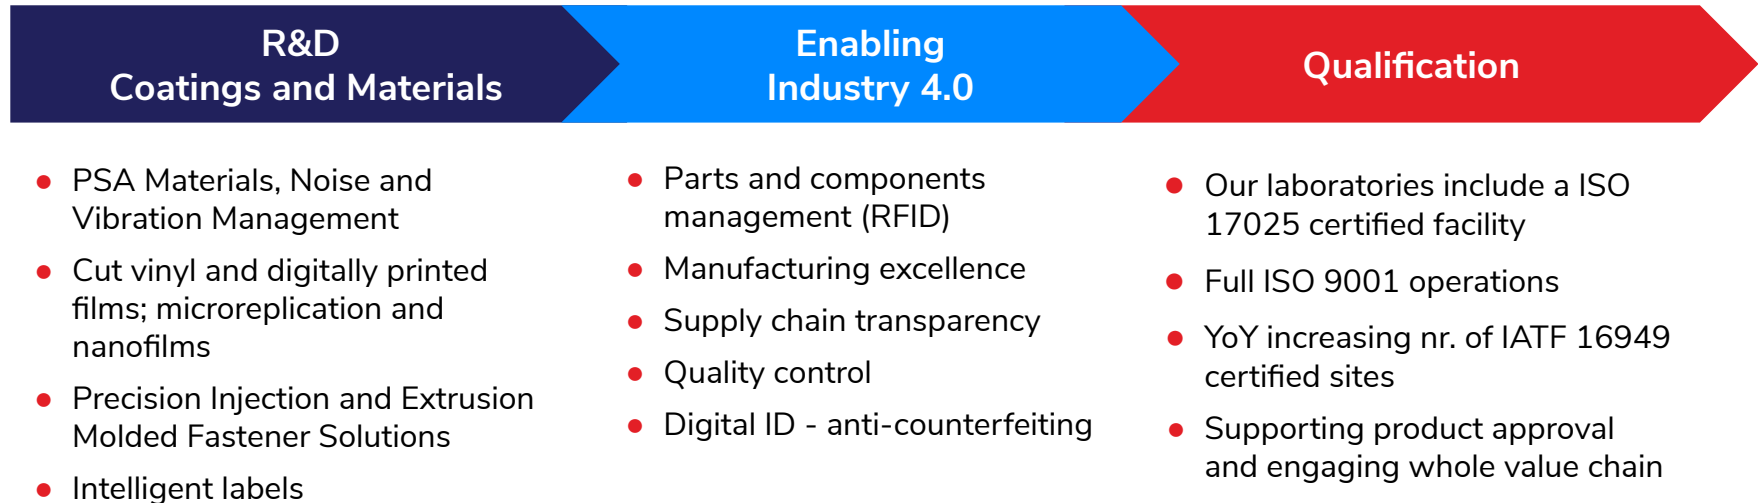 R&D
Coatings and Materials
PSA Materials, Noise and
Vibration Management
Cut vinyl and digitally printed
films; microreplication and
nanofilms
Precision Injection and Extrusion
Molded Fastener Solutions
Intelligent labels
Enabling
Industry 4.0
Parts and components
management (RFID)
Manufacturing excellence
Supply chain transparency
Quality control
Digital ID - anti-counterfeiting
Qualification
Our laboratories include a ISO
17025 certified facility
Full ISO 9001 operations
YoY increasing nr. of IATF 16949
certified sites
Supporting product approval
and engaging whole value chain